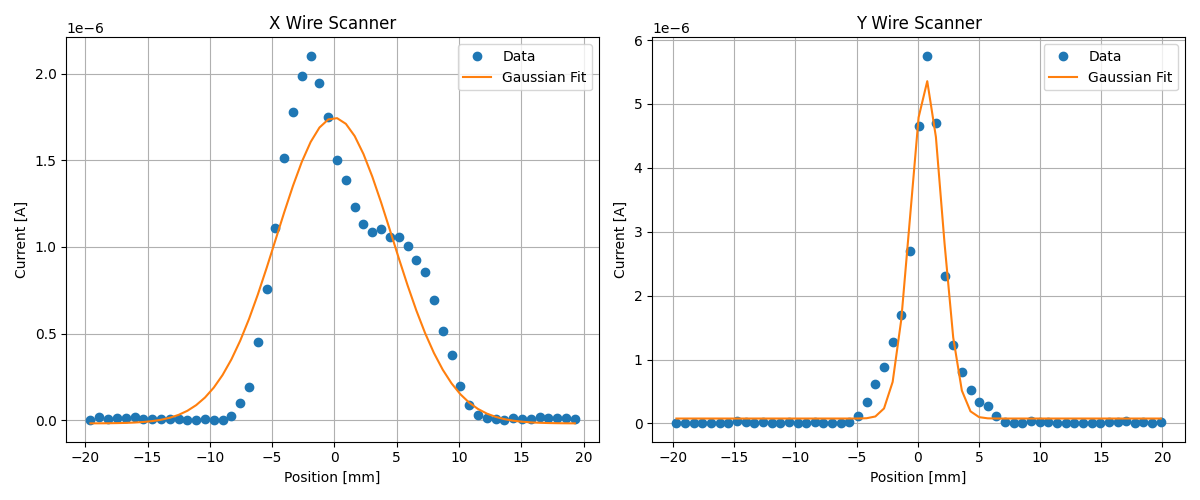 X Wire Scanner
1e−6
Data
Gaussian Fit
2.0
1.5
1.0
0.5
0.0
Current [A]
−20 −15 −10 −5 0 5 10 15 20
Position [mm]
Y Wire Scanner
1e−6
Data
Gaussian Fit
6
5
4
3
2
1
0
Current [A]
−20 −15 −10 −5 0 5 10 15 20
Position [mm]